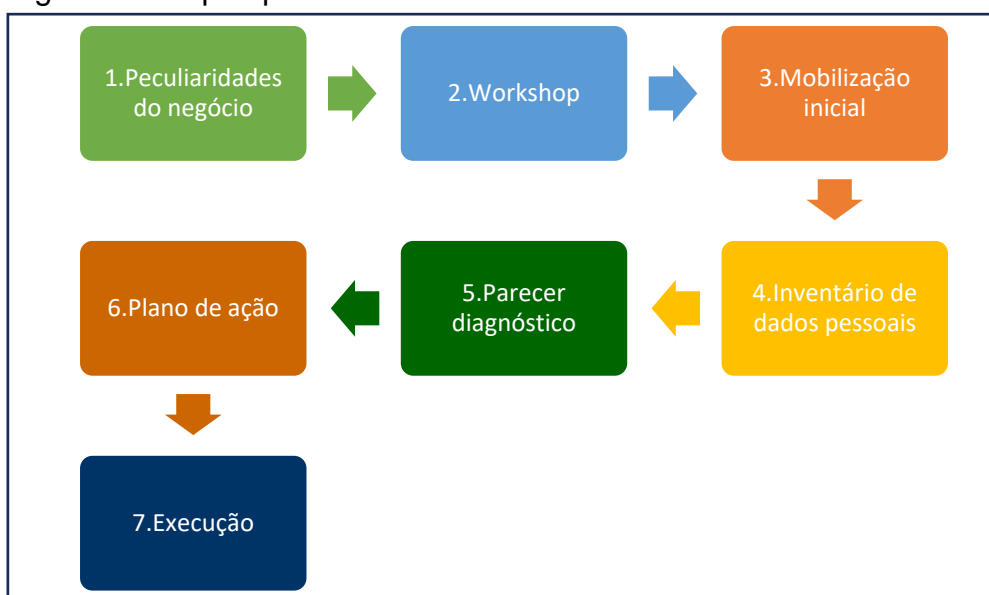 1.Peculiaridades
do negócio
2.Workshop
3.Mobilização
inicial
4.Inventário de
dados pessoais
5.Parecer
diagnóstico
6.Plano de ação
7.Execução